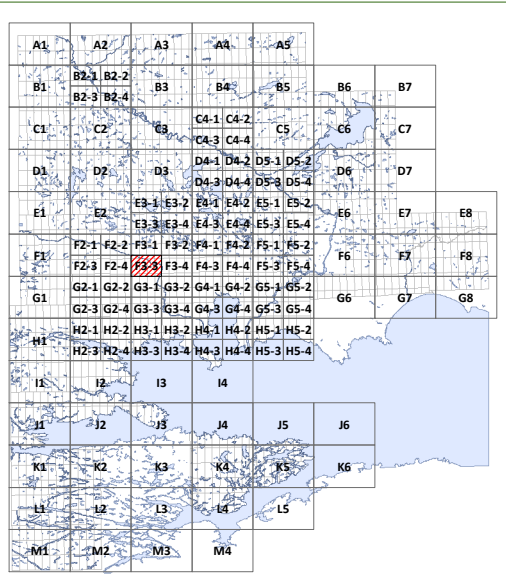 A1 A2 A3 A4 A5
B1 B2-1 B2-2 B3 B4 B5 B6 B7
B2-3 B2-4
C1 C2 C3 C4-1 C4-2 C5 C6 C7
C4-3 C4-4
D1 D2 D3 D4-1 D4-2 D5-1 D5-2 D6 D7
D4-3 D4-4 D5-3 D5-4
E1 E2 E3-1 E3-2 E4-1 E4-2 E5-1 E5-2 E6 E7 E8
E3-3 E3-4 E4-3 E4-4 E5-3 E5-4
F1 F2-1 F2-2 F3-1 F3-2 F4-1 F4-2 F5-1 F5-2 F6 F7 F8
F2-3 F2-4 F3-3 F3-4 F4-3 F4-4 F5-3 F5-4
G1 G2-1 G2-2 G3-1 G3-2 G4-1 G4-2 G5-1 G5-2 G6 G7 G8
G2-3 G2-4 G3-3 G3-4 G4-3 G4-4 G5-3 G5-4
H1 H2-1 H2-2 H3-1 H3-2 H4-1 H4-2 H5-1 H5-2
H2-3 H2-4 H3-3 H3-4 H4-3 H4-4 H5-3 H5-4
I1 I2 I3 I4
J1 J2 J3 J4 J5 J6
K1 K2 K3 K4 K5 K6
L1 L2 L3 L4 L5
M1 M2 M3 M4